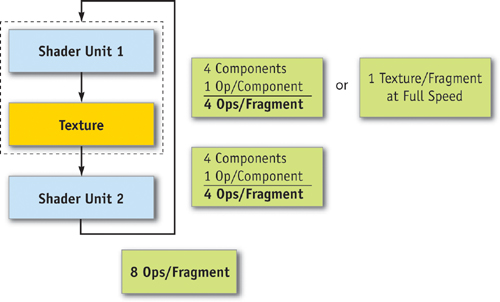 Shader Unit 1
4 Components
1 Op/Component
4 Ops/Fragment
or
1 Texture/Fragment
at Full Speed
Texture
4 Components
1 Op/Component
4 Ops/Fragment
Shader Unit 2
8 Ops/Fragment